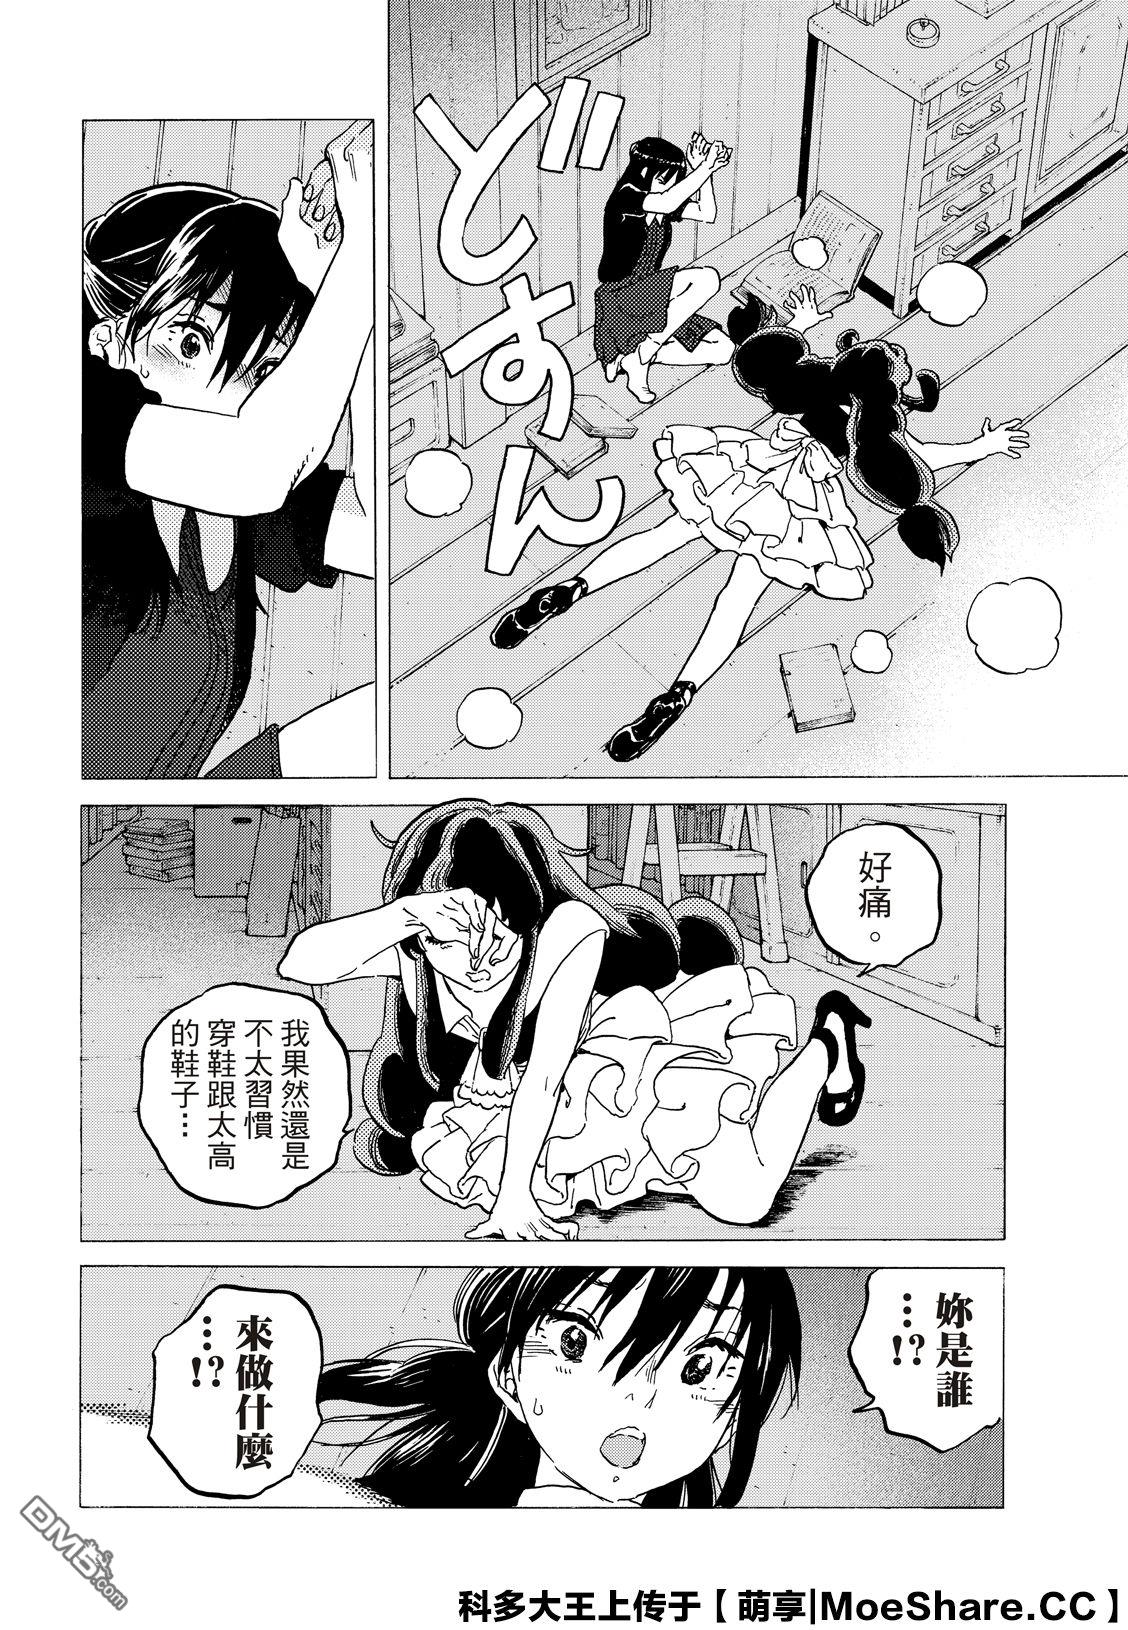 どすん
好痛。
我果然還是
不太習慣
穿鞋跟太高
的鞋子…
妳是誰
…!?
來做什麼
…!?
DM5.com
科多大王上传于【萌享|MoeShare.CC】